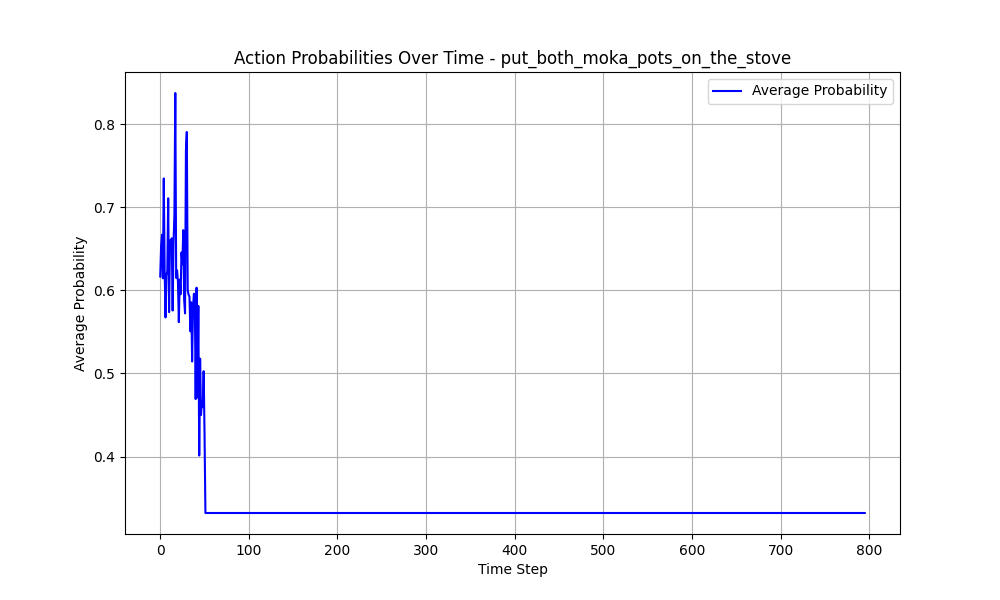 Action Probabilities Over Time - put_both_moka_pots_on_the_stove
Average Probability
0.8
0.7
0.6
0.5
0.4
Average Probability
0 100 200 300 400 500 600 700 800
Time Step